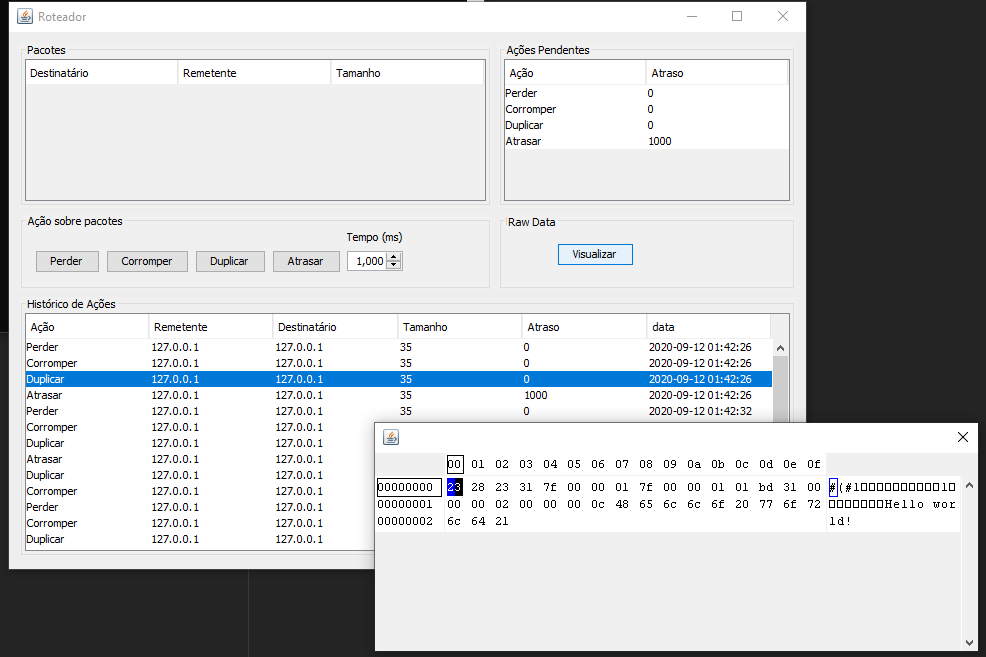 Roteador
Pacotes
Destinatário Remetente Tamanho
Ações Pendentes
Ação Atraso
Perder 0
Corromper 0
Duplicar 0
Atrasar 1000
Ação sobre pacotes
Tempo (ms)
Perder Corromper Duplicar Atrasar 1,000
Raw Data
Visualizar
Histórico de Ações
Ação Remetente Destinatário Tamanho Atraso data
Perder 127.0.0.1 127.0.0.1 35 0 2020-09-12 01:42:26
Corromper 127.0.0.1 127.0.0.1 35 0 2020-09-12 01:42:26
Duplicar 127.0.0.1 127.0.0.1 35 0 2020-09-12 01:42:26
Atrasar 127.0.0.1 127.0.0.1 35 1000 2020-09-12 01:42:26
Perder 127.0.0.1 127.0.0.1 35 0 2020-09-12 01:42:32
Corromper 127.0.0.1 127.0.0.1
Duplicar 127.0.0.1 127.0.0.1
Atrasar 127.0.0.1 127.0.0.1
Duplicar 127.0.0.1 127.0.0.1
Corromper 127.0.0.1 127.0.0.1
Perder 127.0.0.1 127.0.0.1
Corromper 127.0.0.1 127.0.0.1
Duplicar 127.0.0.1 127.0.0.1
00 01 02 03 04 05 06 07 08 09 0a 0b 0c 0d 0e 0f
00000000 23 28 23 31 7f 00 00 01 7f 00 00 01 01 bd 31 00 #(#1▯▯▯▯▯▯▯▯▯▯1▯
00000001 00 00 02 00 00 00 0c 48 65 6c 6c 6f 20 77 6f 72 ▯▯▯▯▯▯▯Hello wor
00000002 6c 64 21 ld!